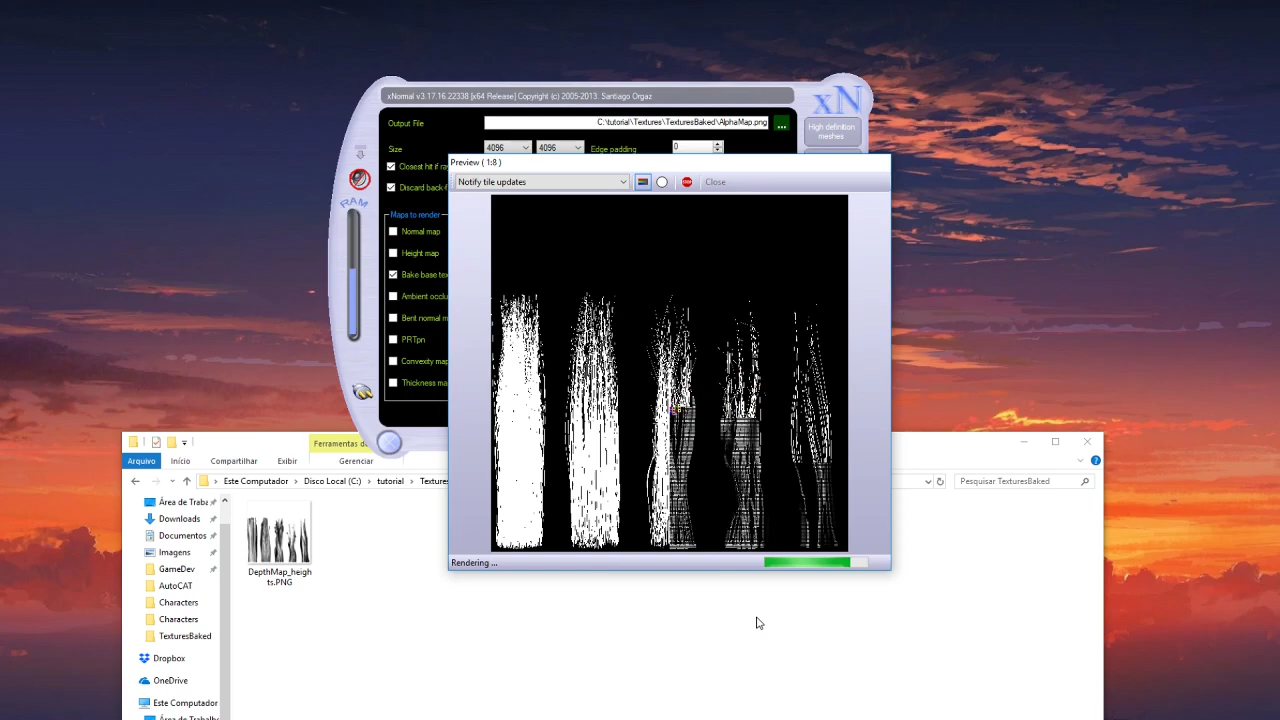 xNormal v3.17.16.22338 [x64 Release] Copyright (c) 2005-2013: Santiago Orgaz
xN
Output File
C:\tutorial\Textures\TexturesBaked\AlphaMap.png
...
High definition
meshes
Size
4096
4096
Edge padding
0
Closest hit if ra
Discard back-f
RAM
Maps to render
Normal map
Height map
Bake base tex
Ambient occlu
Bent normal m
PRTpn
Convexity map
Thickness ma
Preview ( 1:8 )
Notify tile updates
STOP
Close
Rendering ...
Ferramentas de
Arquivo
Início
Compartilhar
Exibir
Gerenciar
Este Computador
Disco Local (C:)
tutorial
Textures
Pesquisar TexturesBaked
Área de Traba
Downloads
Documentos
Imagens
GameDev
AutoCAT
Characters
Characters
TexturesBaked
Dropbox
OneDrive
Este Computador
Área de Trabalh
DepthMap_heigh
ts.PNG